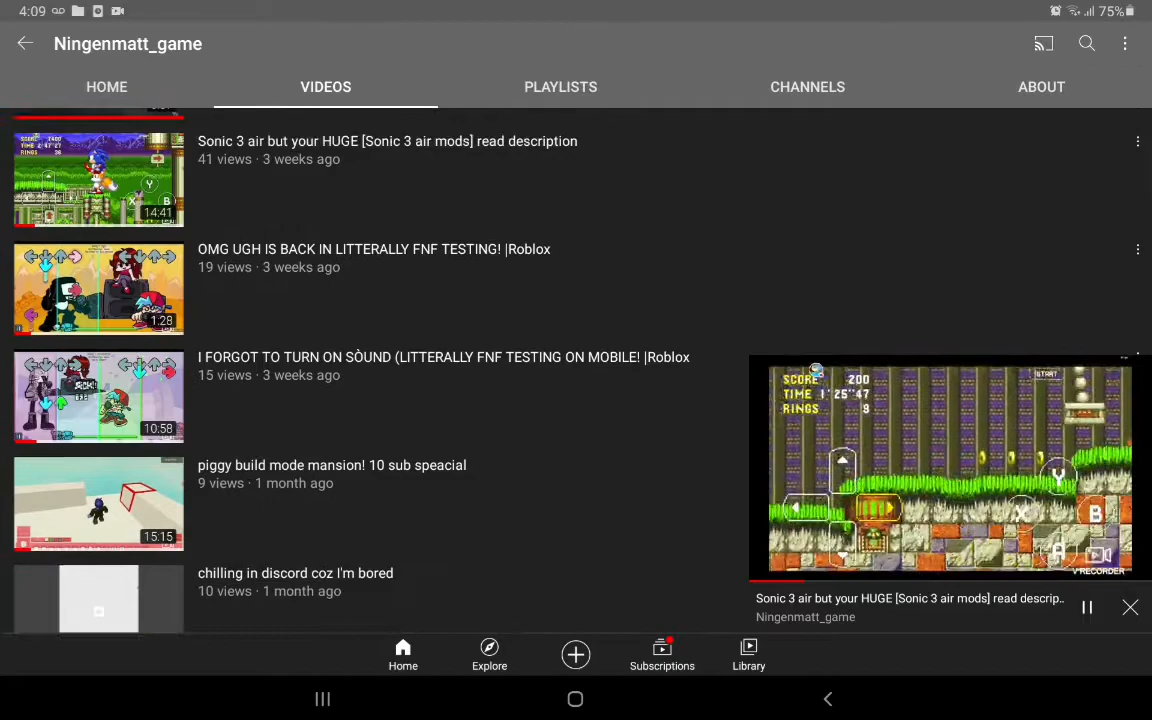 4:09
75%
Ningenmatt_game
HOME
VIDEOS
PLAYLISTS
CHANNELS
ABOUT
Sonic 3 air but your HUGE [Sonic 3 air mods] read description
41 views · 3 weeks ago
14:41
OMG UGH IS BACK IN LITTERALLY FNF TESTING! |Roblox
19 views · 3 weeks ago
1:28
I FORGOT TO TURN ON SÒUND (LITTERALLY FNF TESTING ON MOBILE! |Roblox
15 views · 3 weeks ago
10:58
piggy build mode mansion! 10 sub speacial
9 views · 1 month ago
15:15
chilling in discord coz I'm bored
10 views · 1 month ago
SCORE 200
TIME 1'25"47
RINGS 9
START
Y
X
B
A
V RECORDER
Sonic 3 air but your HUGE [Sonic 3 air mods] read descrip..
Ningenmatt_game
Home
Explore
Subscriptions
Library